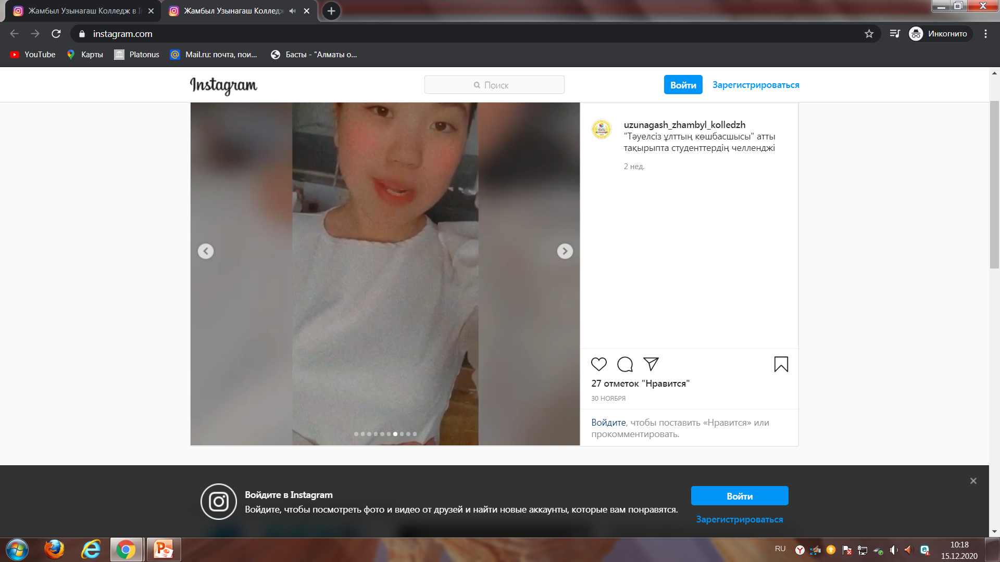 Жамбыл Узынагаш Колледж в I
Жамбыл Узынагаш Колледж
instagram.com
Инкогнито
YouTube
Карты
Platonus
Mail.ru: почта, пои...
Басты - "Алматы о...
Instagram
Поиск
Войти
Зарегистрироваться
uzunagash_zhambyl_kolledzh
"Тәуелсіз ұлттың көшбасшысы" атты
тақырыпта студенттердің челленджі
2 нед.
27 отметок "Нравится"
30 НОЯБРЯ
Войдите, чтобы поставить «Нравится» или
прокомментировать.
Войдите в Instagram
Войдите, чтобы посмотреть фото и видео от друзей и найти новые аккаунты, которые вам понравятся.
Войти
Зарегистрироваться
RU
10:18
15.12.2020